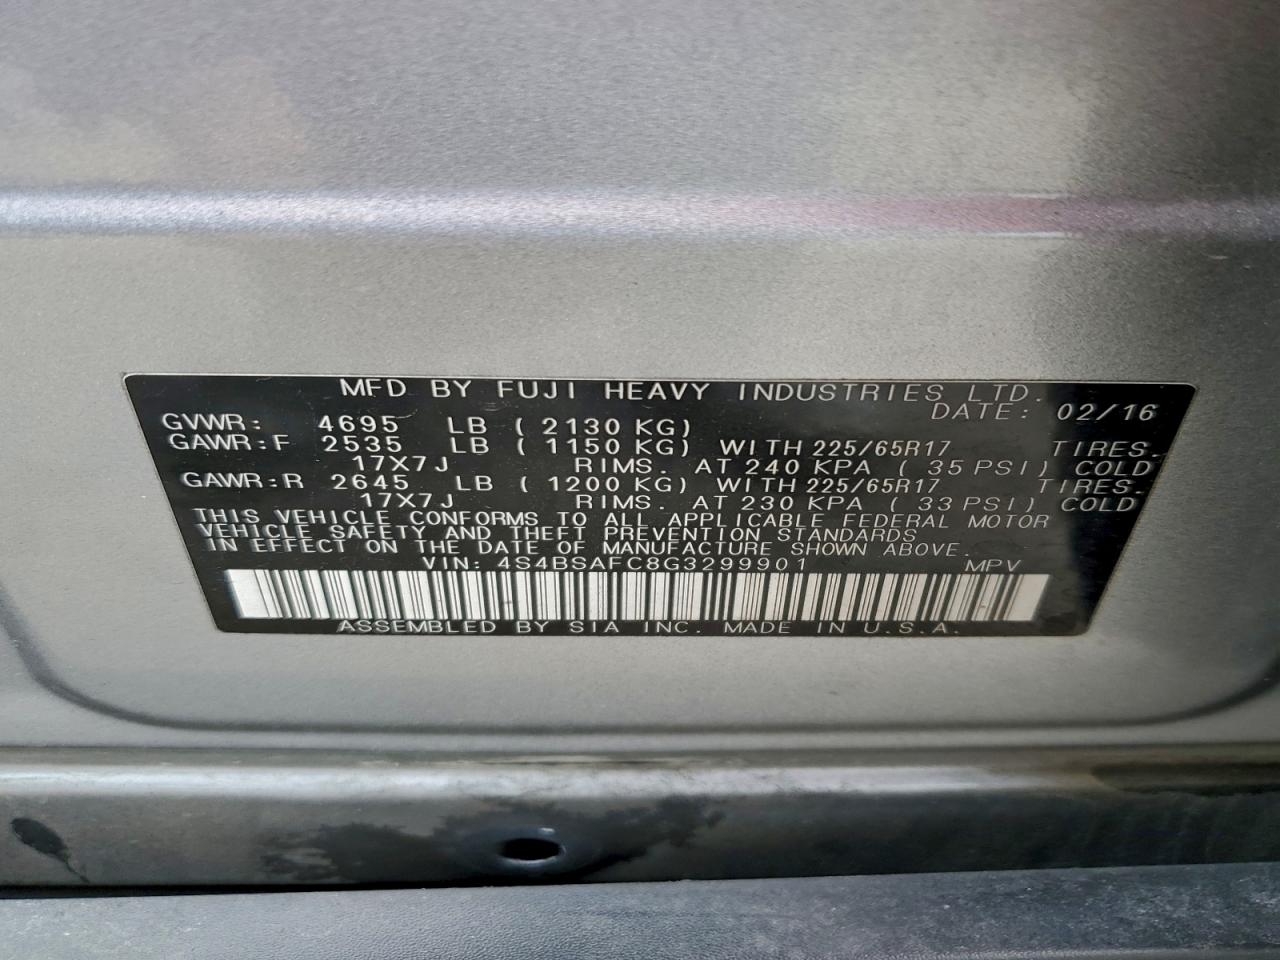 MFD BY FUJI HEAVY INDUSTRIES LTD.
DATE: 02/16
GVWR: 4695 LB ( 2130 KG)
GAWR:F 2535 LB ( 1150 KG) WITH 225/65R17 TIRES.
17X7J RIMS. AT 240 KPA ( 35 PSI) COLD
GAWR:R 2645 LB ( 1200 KG) WITH 225/65R17 TIRES.
17X7J RIMS. AT 230 KPA ( 33 PSI) COLD
THIS VEHICLE CONFORMS TO ALL APPLICABLE FEDERAL MOTOR
VEHICLE SAFETY AND THEFT PREVENTION STANDARDS
IN EFFECT ON THE DATE OF MANUFACTURE SHOWN ABOVE.
VIN: 4S4BSAFC8G3299901 MPV
ASSEMBLED BY SIA INC. MADE IN U.S.A.